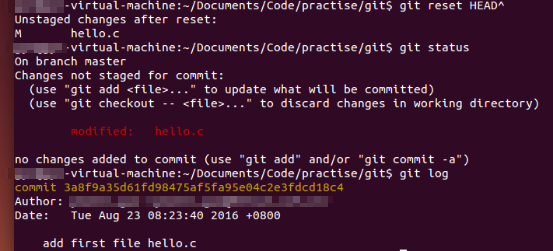 -virtual-machine:~/Documents/Code/practise/git$ git reset HEAD^
Unstaged changes after reset:
M hello.c
-virtual-machine:~/Documents/Code/practise/git$ git status
On branch master
Changes not staged for commit:
(use "git add <file>..." to update what will be committed)
(use "git checkout -- <file>..." to discard changes in working directory)
modified: hello.c
no changes added to commit (use "git add" and/or "git commit -a")
-virtual-machine:~/Documents/Code/practise/git$ git log
commit 3a8f9a35d61fd98475af5fa95e04c2e3fdcd18c4
Author:
Date: Tue Aug 23 08:23:40 2016 +0800
add first file hello.c